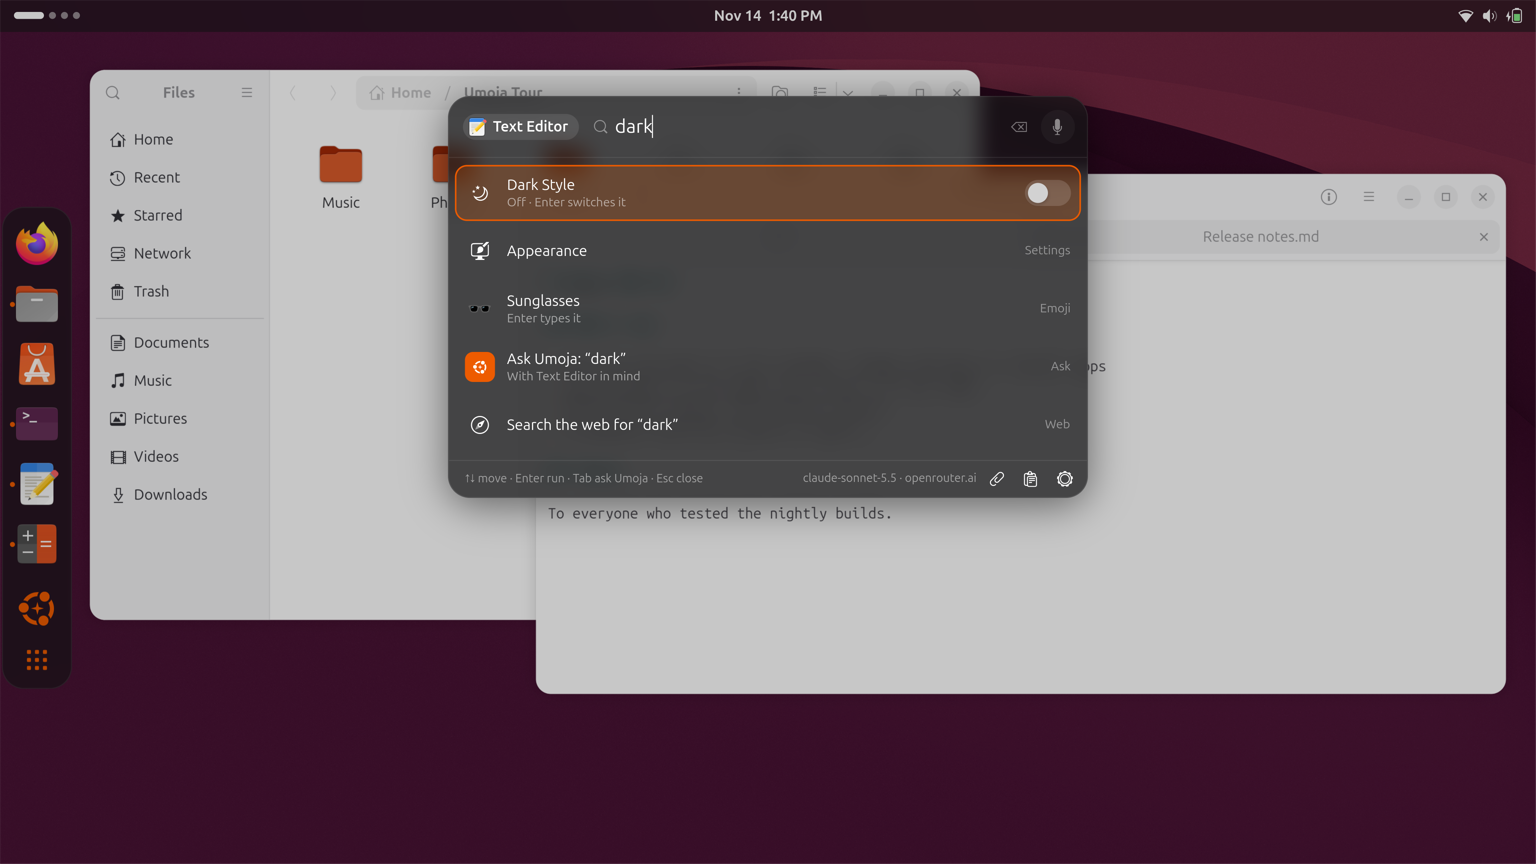 Nov 14 1:40 PM
Files
Home / Umoja Tour
Home
Recent
Starred
Network
Trash
Documents
Music
Pictures
Videos
Downloads
Music
Text Editor
dark
Dark Style
Off · Enter switches it
Appearance
Settings
Sunglasses
Enter types it
Emoji
Ask Umoja: “dark”
With Text Editor in mind
Ask
Search the web for “dark”
Web
↑↓ move · Enter run · Tab ask Umoja · Esc close
claude-sonnet-5.5 · openrouter.ai
Release notes.md
To everyone who tested the nightly builds.